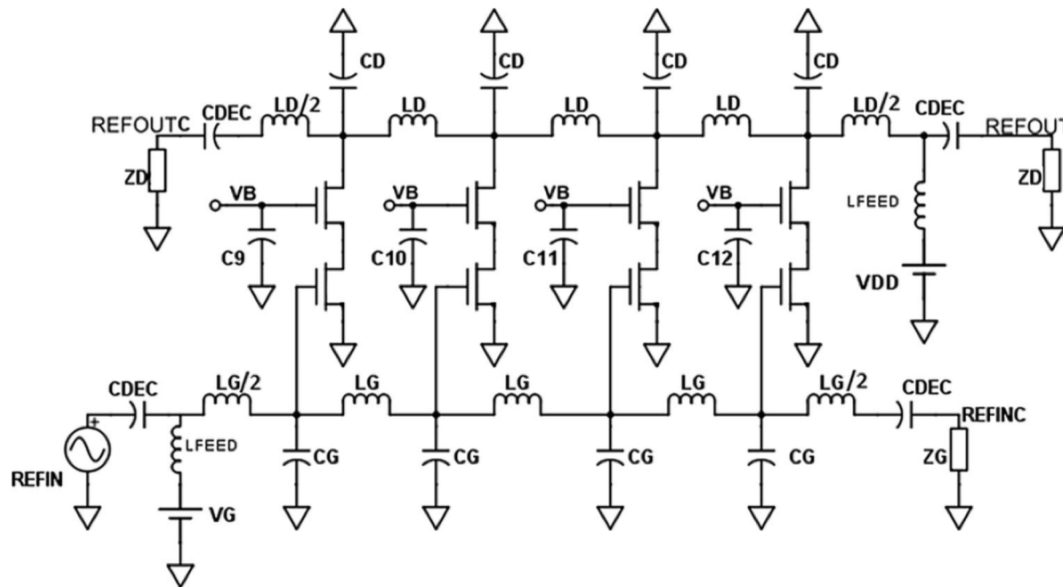 CD CD CD CD
LD/2 LD LD LD LD/2
CDEC CDEC
REFOUTC REFOUT
ZD ZD
VB VB VB VB
LFEED
C9 C10 C11 C12
VDD
LG/2 LG LG LG LG/2
CDEC CDEC
+
REFINC
LFEED
REFIN
CG CG CG CG
ZG
VG